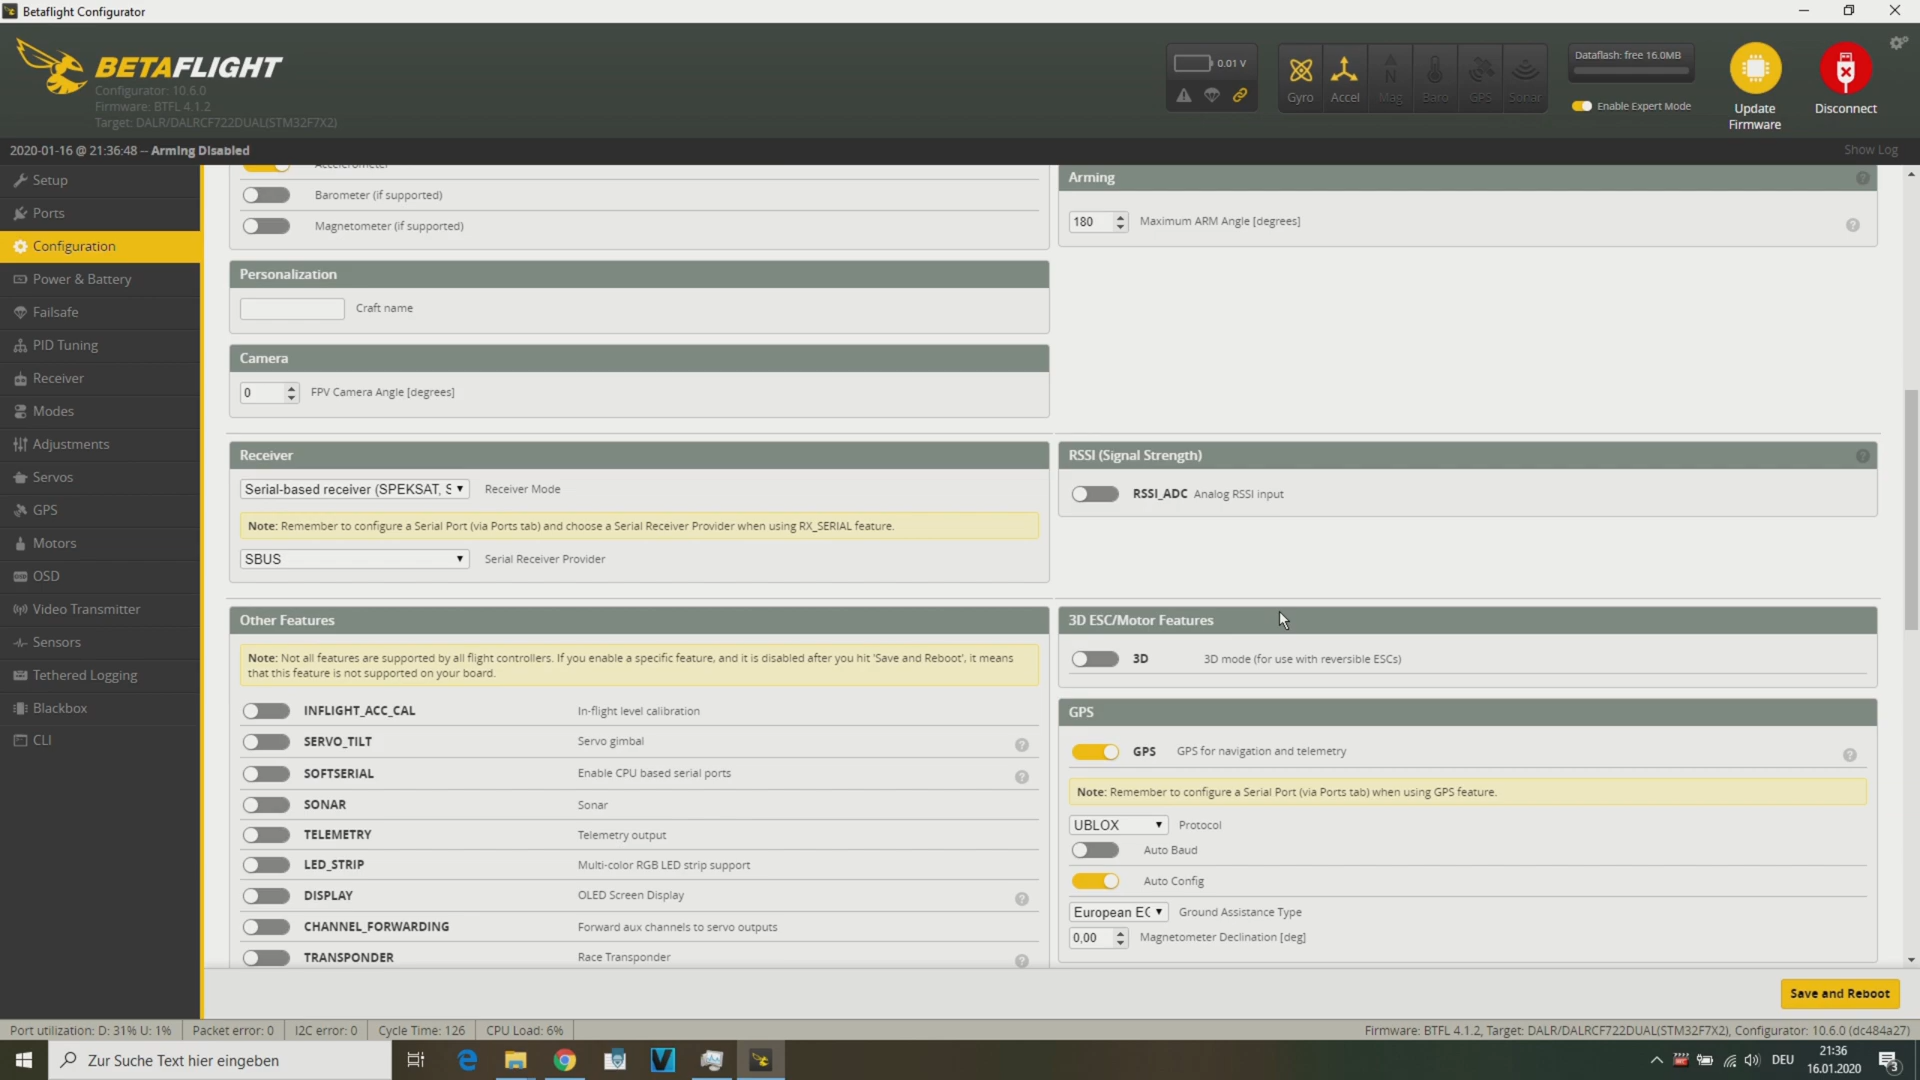 Betaflight Configurator
BETAFLIGHT
Configurator: 10.6.0
Firmware: BTFL 4.1.2
Target: DALR/DALRCF722DUAL(STM32F7X2)
0.01 V
Gyro
Accel
Mag
Baro
GPS
Sonar
Dataflash: free 16.0MB
Enable Expert Mode
Update
Firmware
Disconnect
2020-01-16 @ 21:36:48 -- Arming Disabled
Show Log
Setup
Ports
Configuration
Power & Battery
Failsafe
PID Tuning
Receiver
Modes
Adjustments
Servos
GPS
Motors
OSD
Video Transmitter
Sensors
Tethered Logging
Blackbox
CLI
Accelerometer
Barometer (if supported)
Magnetometer (if supported)
Arming
180 Maximum ARM Angle [degrees]
Personalization
Craft name
Camera
0 FPV Camera Angle [degrees]
Receiver
Serial-based receiver (SPEKSAT, S Receiver Mode
Note: Remember to configure a Serial Port (via Ports tab) and choose a Serial Receiver Provider when using RX_SERIAL feature.
SBUS Serial Receiver Provider
RSSI (Signal Strength)
RSSI_ADC Analog RSSI input
Other Features
Note: Not all features are supported by all flight controllers. If you enable a specific feature, and it is disabled after you hit 'Save and Reboot', it means
that this feature is not supported on your board.
INFLIGHT_ACC_CAL In-flight level calibration
SERVO_TILT Servo gimbal
SOFTSERIAL Enable CPU based serial ports
SONAR Sonar
TELEMETRY Telemetry output
LED_STRIP Multi-color RGB LED strip support
DISPLAY OLED Screen Display
CHANNEL_FORWARDING Forward aux channels to servo outputs
TRANSPONDER Race Transponder
3D ESC/Motor Features
3D 3D mode (for use with reversible ESCs)
GPS
GPS GPS for navigation and telemetry
Note: Remember to configure a Serial Port (via Ports tab) when using GPS feature.
UBLOX Protocol
Auto Baud
Auto Config
European EG Ground Assistance Type
0,00 Magnetometer Declination [deg]
Save and Reboot
Port utilization: D: 31% U: 1% Packet error: 0 I2C error: 0 Cycle Time: 126 CPU Load: 6%
Firmware: BTFL 4.1.2, Target: DALR/DALRCF722DUAL(STM32F7X2), Configurator: 10.6.0 (dc484a27)
Zur Suche Text hier eingeben
DEU
21:36
16.01.2020
3